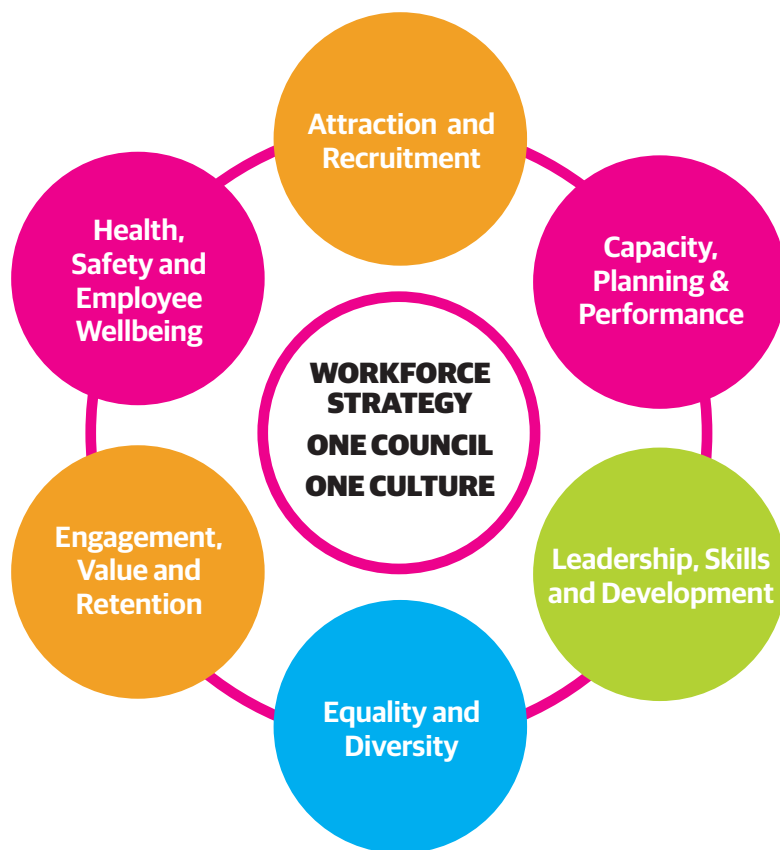 Attraction and
Recruitment
Capacity,
Planning &
Performance
Leadership, Skills
and Development
Equality and
Diversity
Engagement,
Value and
Retention
Health,
Safety and
Employee
Wellbeing
WORKFORCE
STRATEGY
ONE COUNCIL
ONE CULTURE